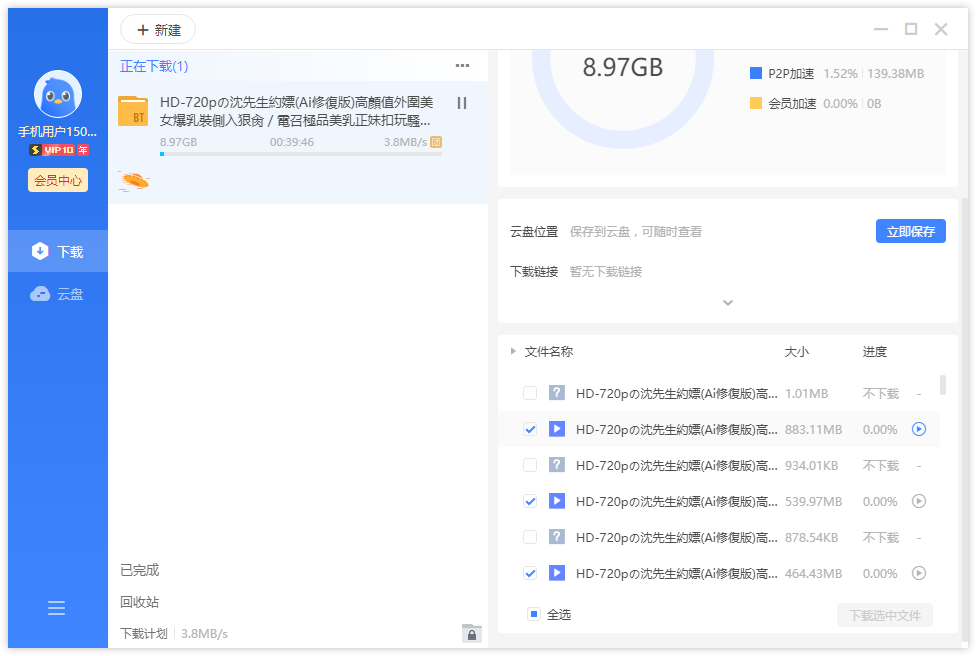 新建
手机用户150...
VIP10 年
会员中心
下载
云盘
正在下载(1)
HD-720pの沈先生約嫖(Ai修復版)高顏值外圍美
女爆乳裝側入狠肏 / 電召極品美乳正妹扣玩騷...
8.97GB 00:39:46 3.8MB/s
BT
已完成
回收站
下载计划 3.8MB/s
8.97GB
P2P加速 1.52% 139.38MB
会员加速 0.00% 0B
云盘位置 保存到云盘，可随时查看 立即保存
下载链接 暂无下载链接
文件名称 大小 进度
HD-720pの沈先生約嫖(Ai修復版)高... 1.01MB 不下载 -
HD-720pの沈先生約嫖(Ai修復版)高... 883.11MB 0.00%
HD-720pの沈先生約嫖(Ai修復版)高... 934.01KB 不下载 -
HD-720pの沈先生約嫖(Ai修復版)高... 539.97MB 0.00%
HD-720pの沈先生約嫖(Ai修復版)高... 878.54KB 不下载 -
HD-720pの沈先生約嫖(Ai修復版)高... 464.43MB 0.00%
全选 下载选中文件